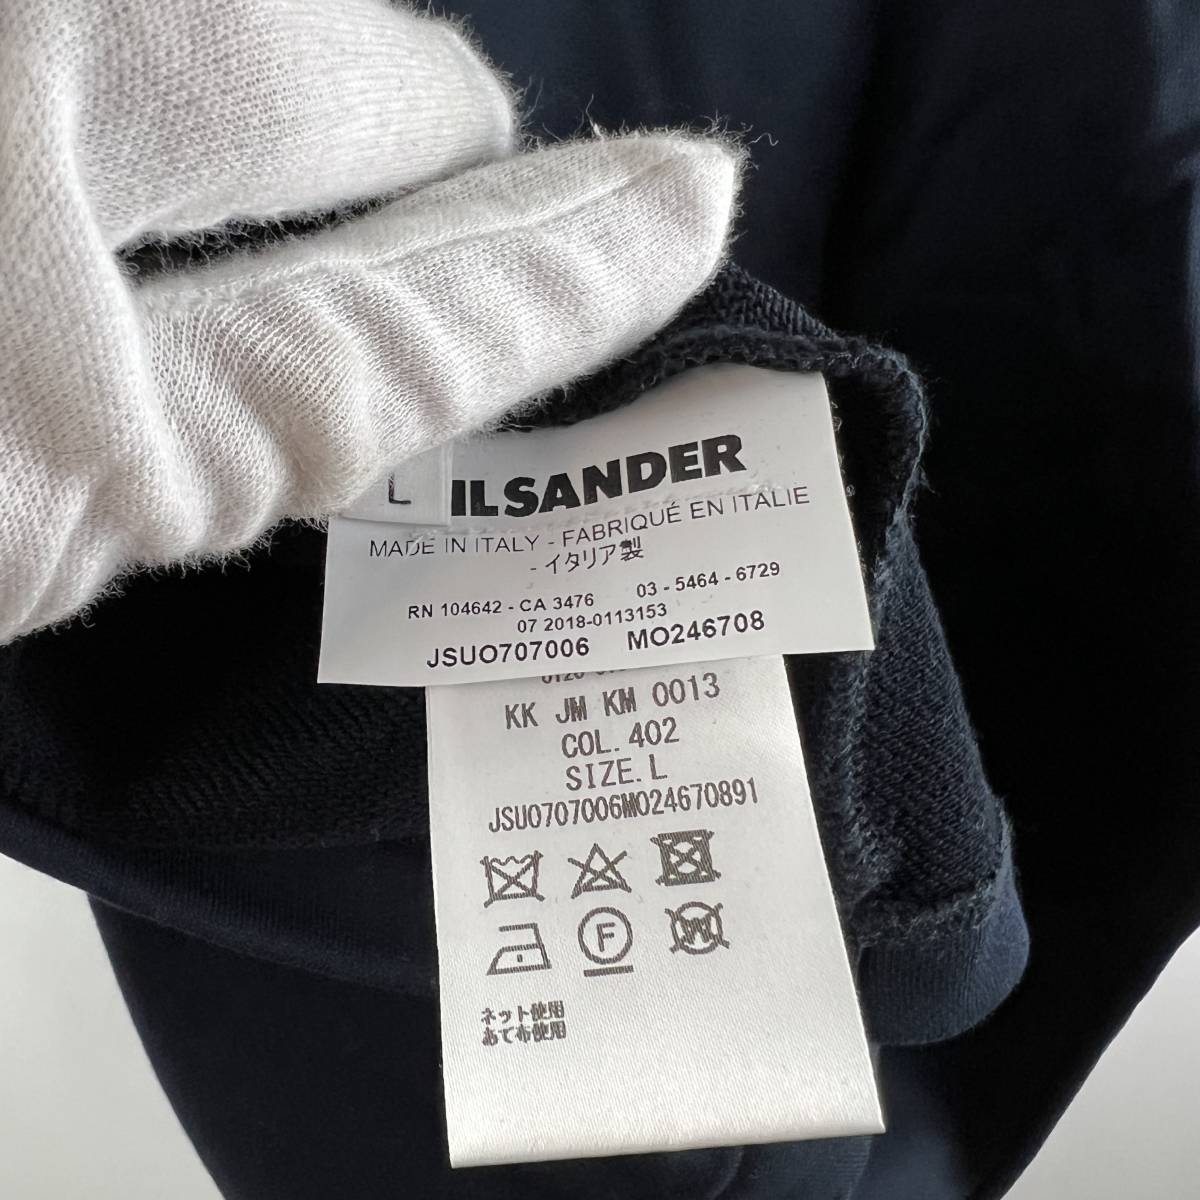 L
ILSANDER
MADE IN ITALY - FABRIQUÉ EN ITALIE
- イタリア製
RN 104642 - CA 3476 03 - 5464 - 6729
07 2018-0113153
JSUO707006 MO246708
KK JM KM 0013
COL. 402
SIZE. L
JSUO707006MO24670891
F
W
ネット使用
あて布使用